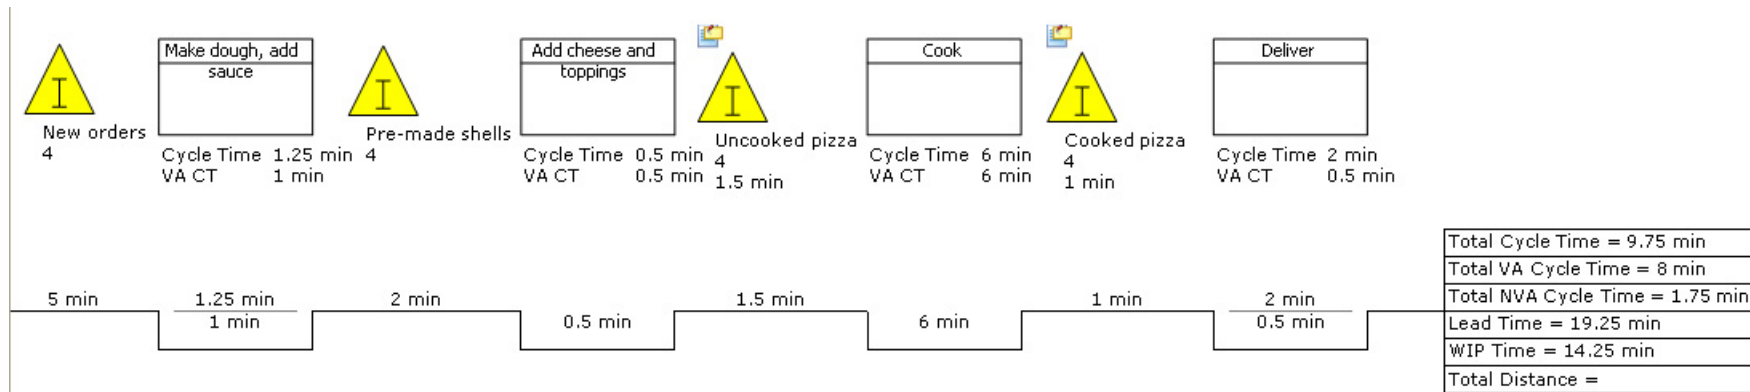 Make dough, add
sauce
Add cheese and
toppings
Cook
Deliver
New orders
4
Cycle Time 1.25 min
VA CT 1 min
Pre-made shells
4
Cycle Time 0.5 min
VA CT 0.5 min
Uncooked pizza
4
1.5 min
Cycle Time 6 min
VA CT 6 min
Cooked pizza
4
1 min
Cycle Time 2 min
VA CT 0.5 min
5 min
1.25 min
1 min
2 min
0.5 min
1.5 min
6 min
1 min
2 min
0.5 min
Total Cycle Time = 9.75 min
Total VA Cycle Time = 8 min
Total NVA Cycle Time = 1.75 min
Lead Time = 19.25 min
WIP Time = 14.25 min
Total Distance =